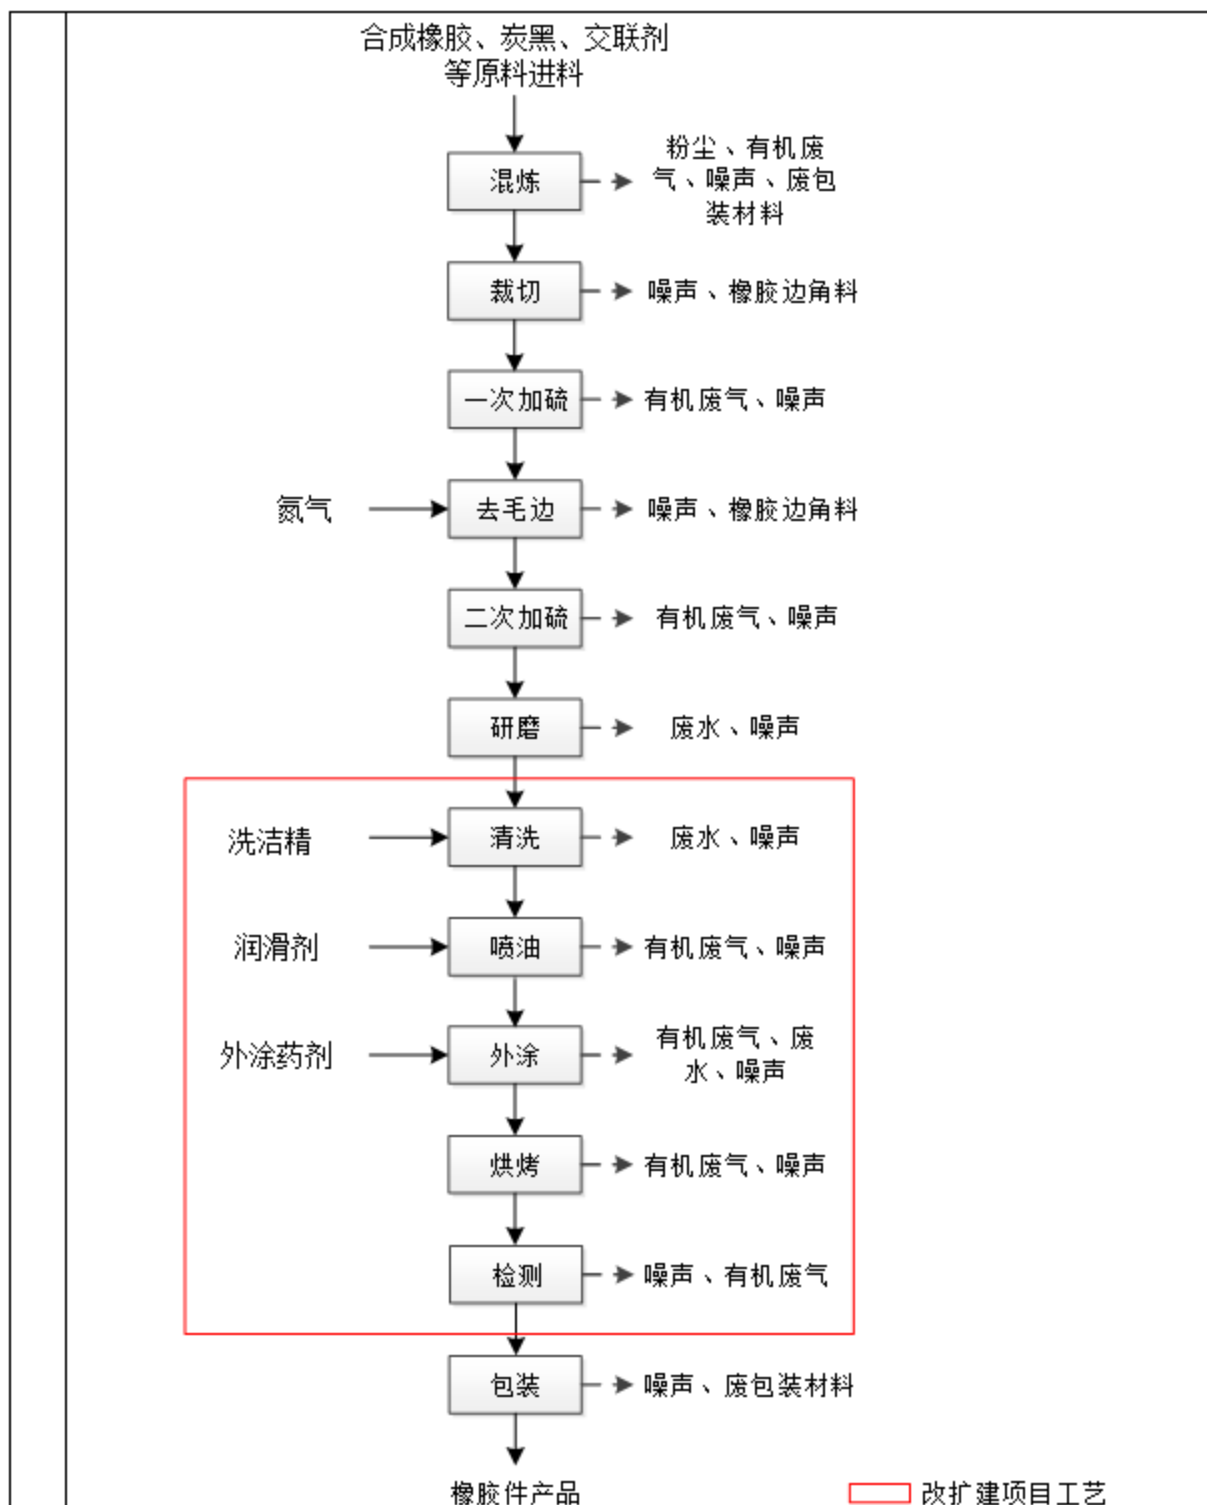 合成橡胶、炭黑、交联剂
等原料进料
混炼
粉尘、有机废
气、噪声、废包
装材料
裁切
噪声、橡胶边角料
一次加硫
有机废气、噪声
氮气
去毛边
噪声、橡胶边角料
二次加硫
有机废气、噪声
研磨
废水、噪声
洗洁精
清洗
废水、噪声
润滑剂
喷油
有机废气、噪声
外涂药剂
外涂
有机废气、废
水、噪声
烘烤
有机废气、噪声
检测
噪声、有机废气
包装
噪声、废包装材料
橡胶件产品
改扩建项目工艺